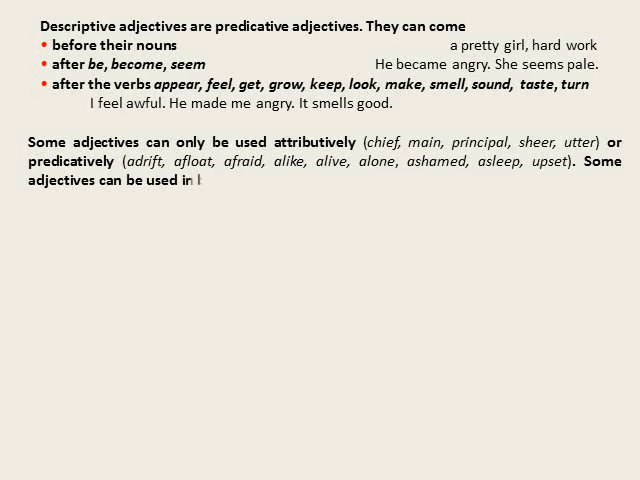 Descriptive adjectives are predicative adjectives. They can come
• before their nouns a pretty girl, hard work
• after be, become, seem He became angry. She seems pale.
• after the verbs appear, feel, get, grow, keep, look, make, smell, sound, taste, turn
I feel awful. He made me angry. It smells good.
Some adjectives can only be used attributively (chief, main, principal, sheer, utter) or
predicatively (adrift, afloat, afraid, alike, alive, alone, ashamed, asleep, upset). Some
adjectives can be used in